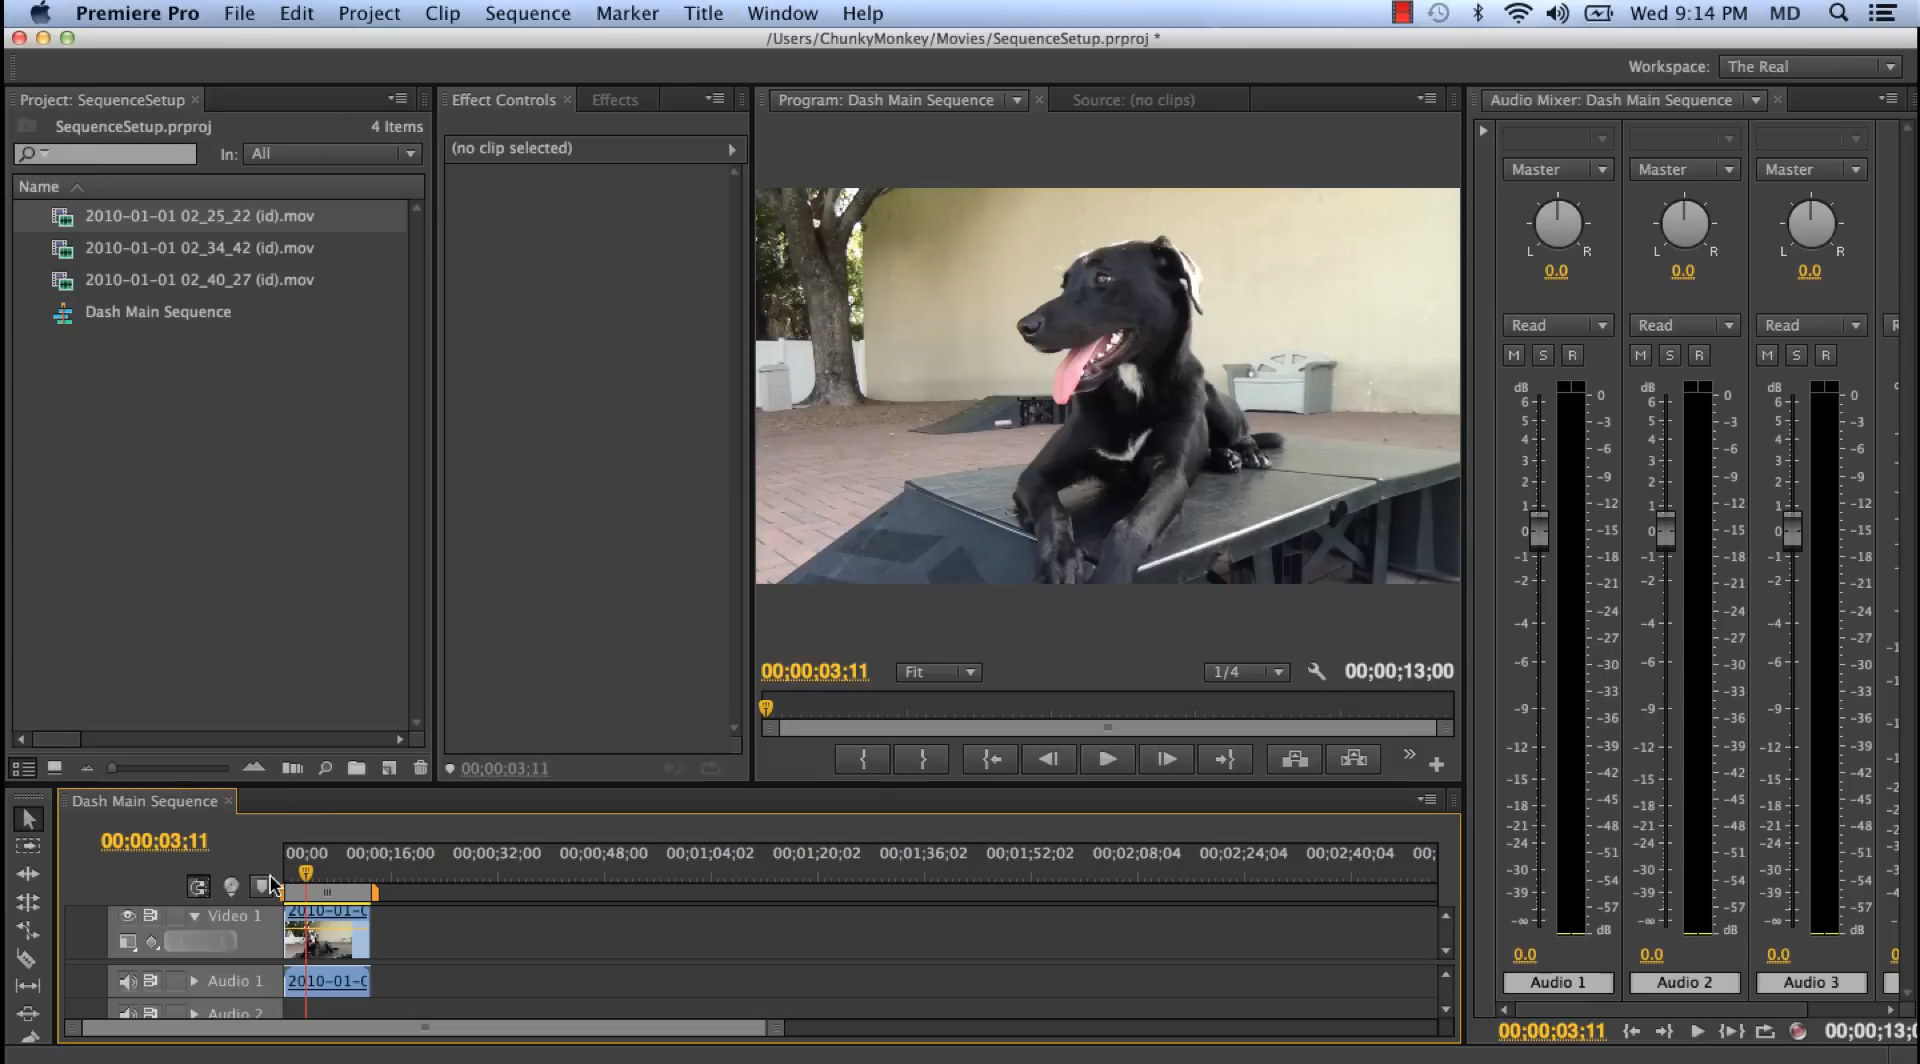 Premiere Pro File Edit Project Clip Sequence Marker Title Window Help Wed 9:14 PM MD
/Users/ChunkyMonkey/Movies/SequenceSetup.prproj *
Workspace: The Real
Project: SequenceSetup Effect Controls Effects Program: Dash Main Sequence Source: (no clips) Audio Mixer: Dash Main Sequence
SequenceSetup.prproj 4 Items
In: All
(no clip selected)
Master Master Master
Name
2010-01-01 02_25_22 (id).mov
2010-01-01 02_34_42 (id).mov
2010-01-01 02_40_27 (id).mov
Dash Main Sequence
L R L R L R
0.0 0.0 0.0
Read Read Read
M S R M S R M S R
dB 0 dB 0 dB 0
6 5 4 3 2 1 0 -1 -2 -4 -6 -9 -12 -15 -18 -21 -24 -30 -39 -∞
-3 -6 -9 -12 -15 -18 -21 -24 -27 -30 -33 -36 -39 -42 -45 -48 -51 -54 -57 dB
6 5 4 3 2 1 0 -1 -2 -4 -6 -9 -12 -15 -18 -21 -24 -30 -39 -∞
-3 -6 -9 -12 -15 -18 -21 -24 -27 -30 -33 -36 -39 -42 -45 -48 -51 -54 -57 dB
6 5 4 3 2 1 0 -1 -2 -4 -6 -9 -12 -15 -18 -21 -24 -30 -39 -∞
-3 -6 -9 -12 -15 -18 -21 -24 -27 -30 -33 -36 -39 -42 -45 -48 -51 -54 -57 dB
0.0 0.0 0.0
Audio 1 Audio 2 Audio 3
00;00;03;11 Fit 1/4 00;00;13;00
00;00;03;11
Dash Main Sequence
00;00;03;11
00;00 00;00;16;00 00;00;32;00 00;00;48;00 00;01;04;02 00;01;20;02 00;01;36;02 00;01;52;02 00;02;08;04 00;02;24;04 00;02;40;04 00;
Video 1 2010-01-0
Audio 1 2010-01-0
Audio 2
00;00;03;11 00;00;13;0